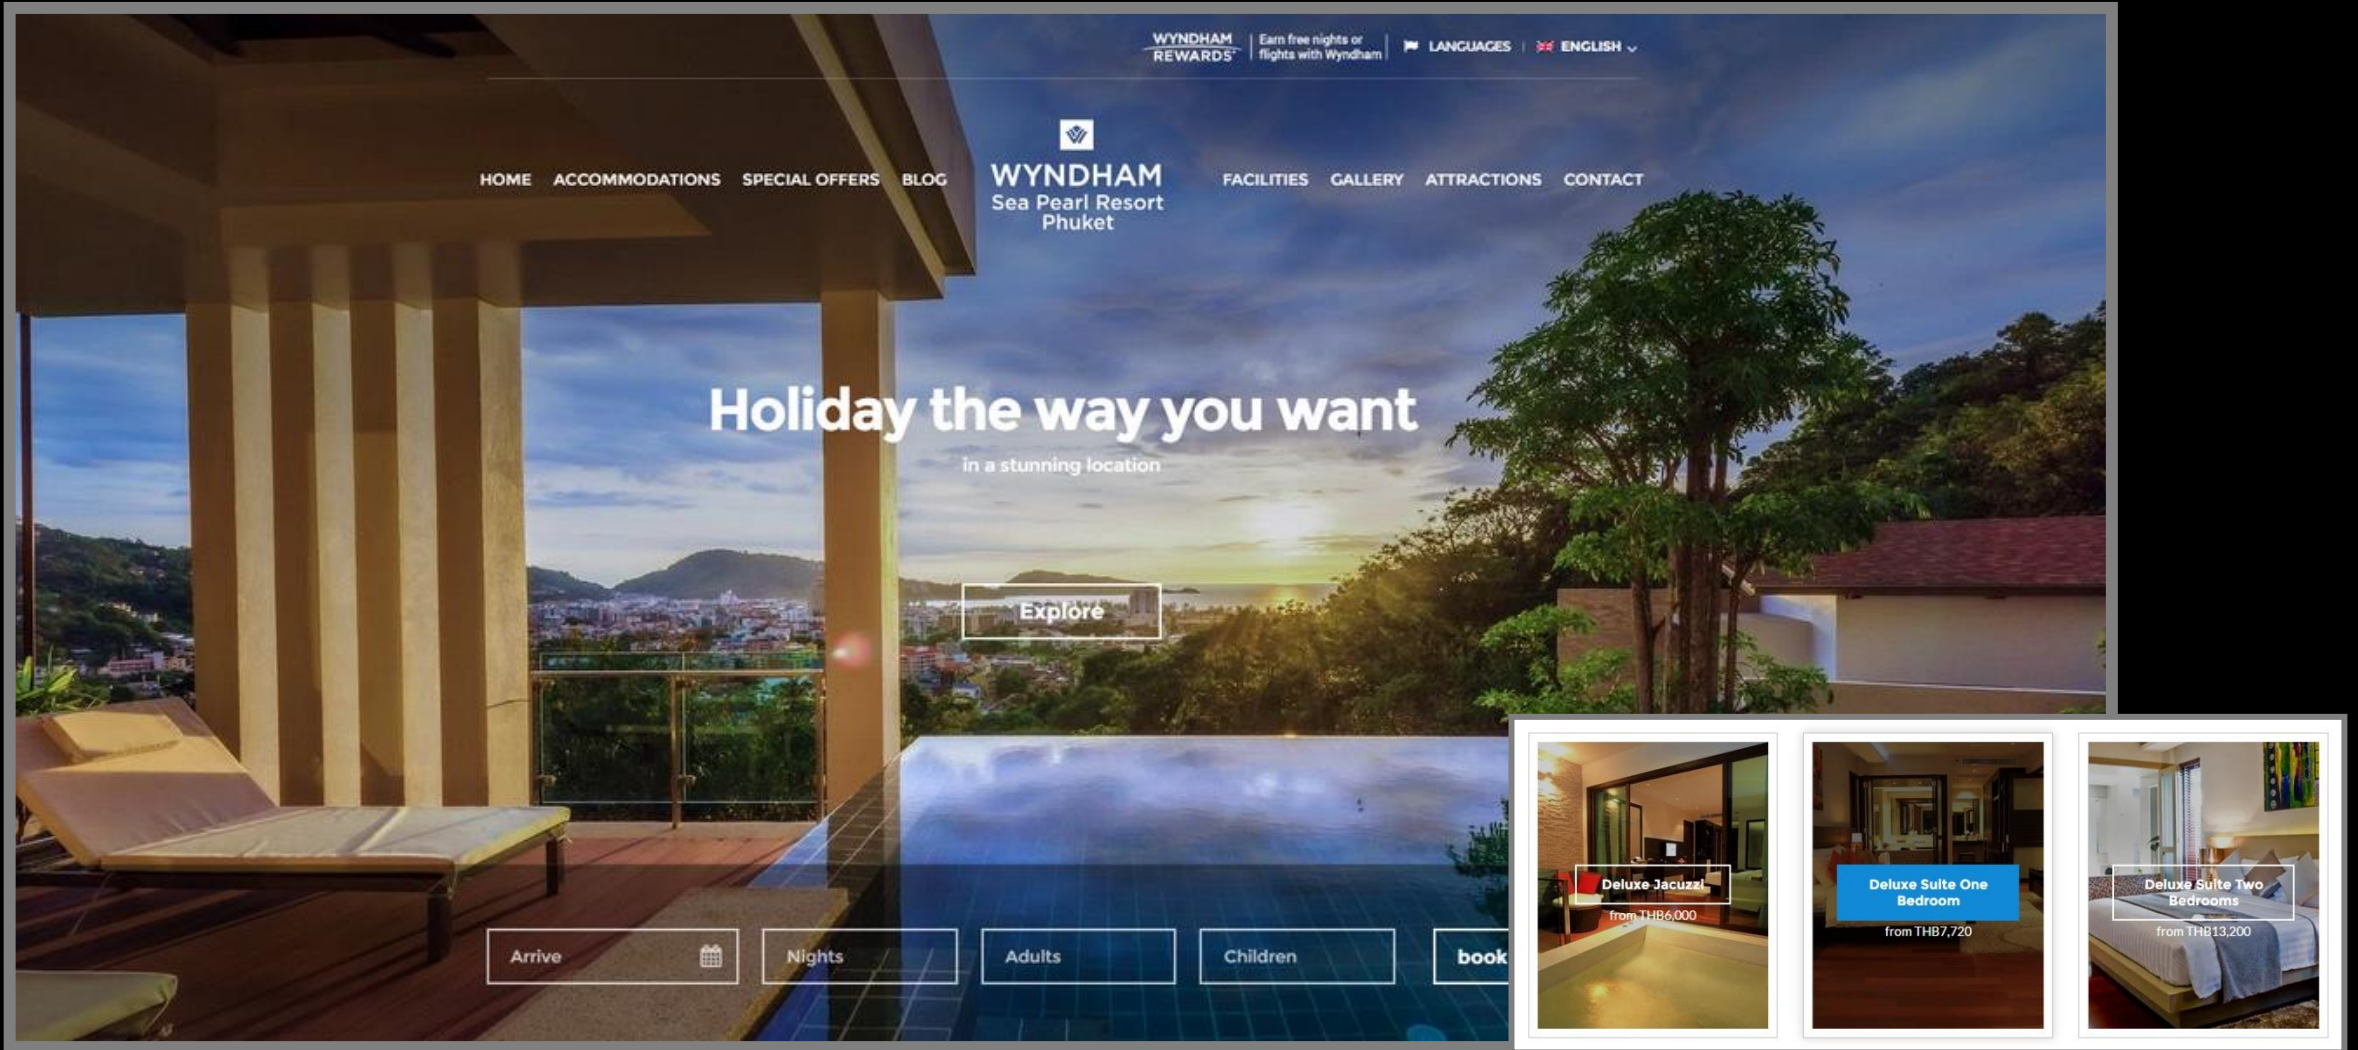 WYNDHAM
REWARDS
Earn free nights or
flights with Wyndham
LANGUAGES
ENGLISH
HOME ACCOMMODATIONS SPECIAL OFFERS BLOG
WYNDHAM
Sea Pearl Resort
Phuket
FACILITIES GALLERY ATTRACTIONS CONTACT
Holiday the way you want
in a stunning location
Explore
Arrive
Nights
Adults
Children
book
Deluxe Jacuzzi
from THB6,000
Deluxe Suite One
Bedroom
from THB7,720
Deluxe Suite Two
Bedrooms
from THB13,200